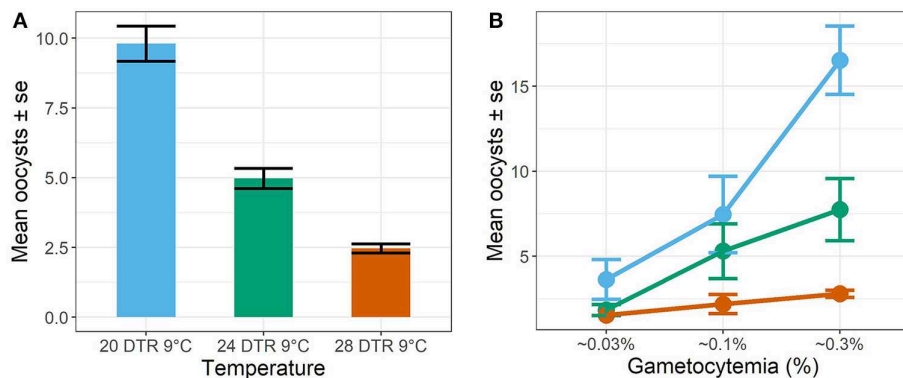 A
Mean oocysts ± se
10.0
7.5
5.0
2.5
0.0
20 DTR 9°C 24 DTR 9°C 28 DTR 9°C
Temperature
B
Mean oocysts ± se
15
10
5
~0.03% ~0.1% ~0.3%
Gametocytemia (%)